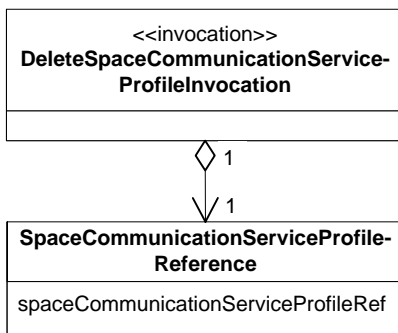 <<invocation>>
DeleteSpaceCommunicationService-
ProfileInvocation
1
1
SpaceCommunicationServiceProfile-
Reference
spaceCommunicationServiceProfileRef